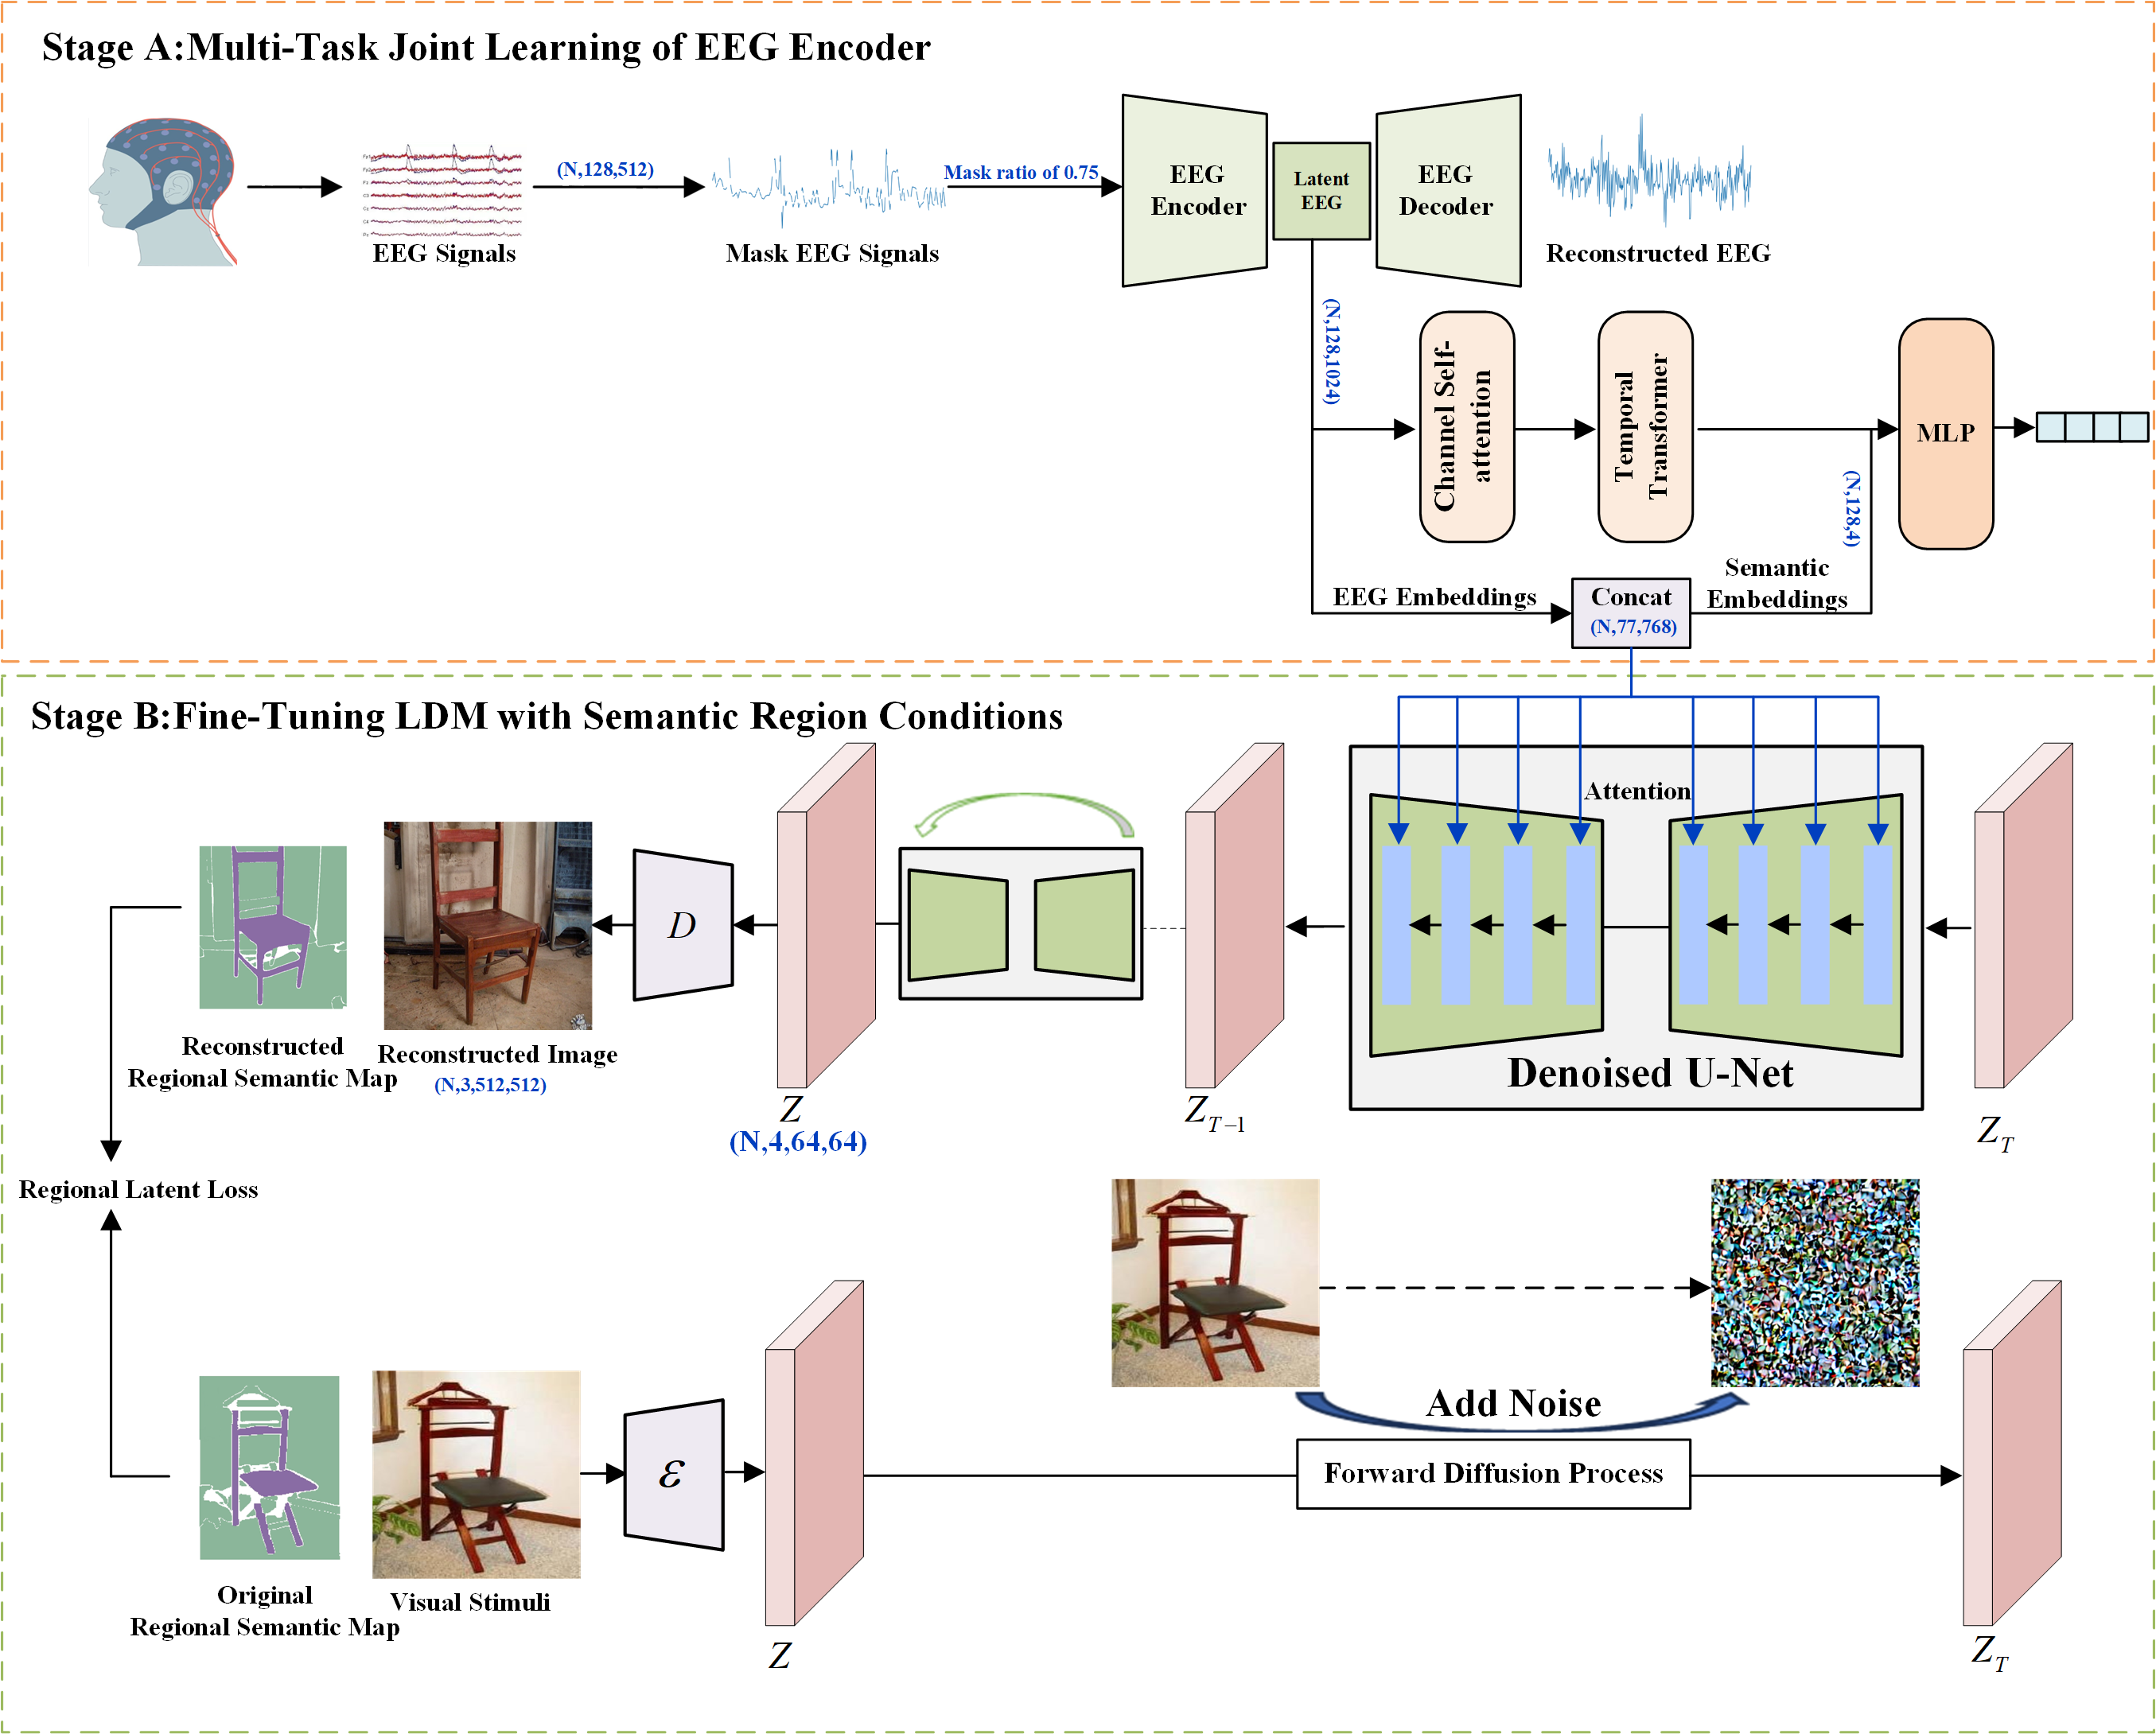 Stage A:Multi-Task Joint Learning of EEG Encoder
EEG Signals
(N,128,512)
Mask EEG Signals
Mask ratio of 0.75
EEG
Encoder
Latent
EEG
EEG
Decoder
Reconstructed EEG
(N,128,1024)
Channel Self-
attention
Temporal
Transformer
MLP
(N,128,4)
EEG Embeddings
Concat
(N,77,768)
Semantic
Embeddings
Stage B:Fine-Tuning LDM with Semantic Region Conditions
Attention
Denoised U-Net
D
Reconstructed
Regional Semantic Map
Reconstructed Image
(N,3,512,512)
Z
(N,4,64,64)
Z_{T-1}
Z_T
Regional Latent Loss
Add Noise
Forward Diffusion Process
ε
Original
Regional Semantic Map
Visual Stimuli
Z
Z_T